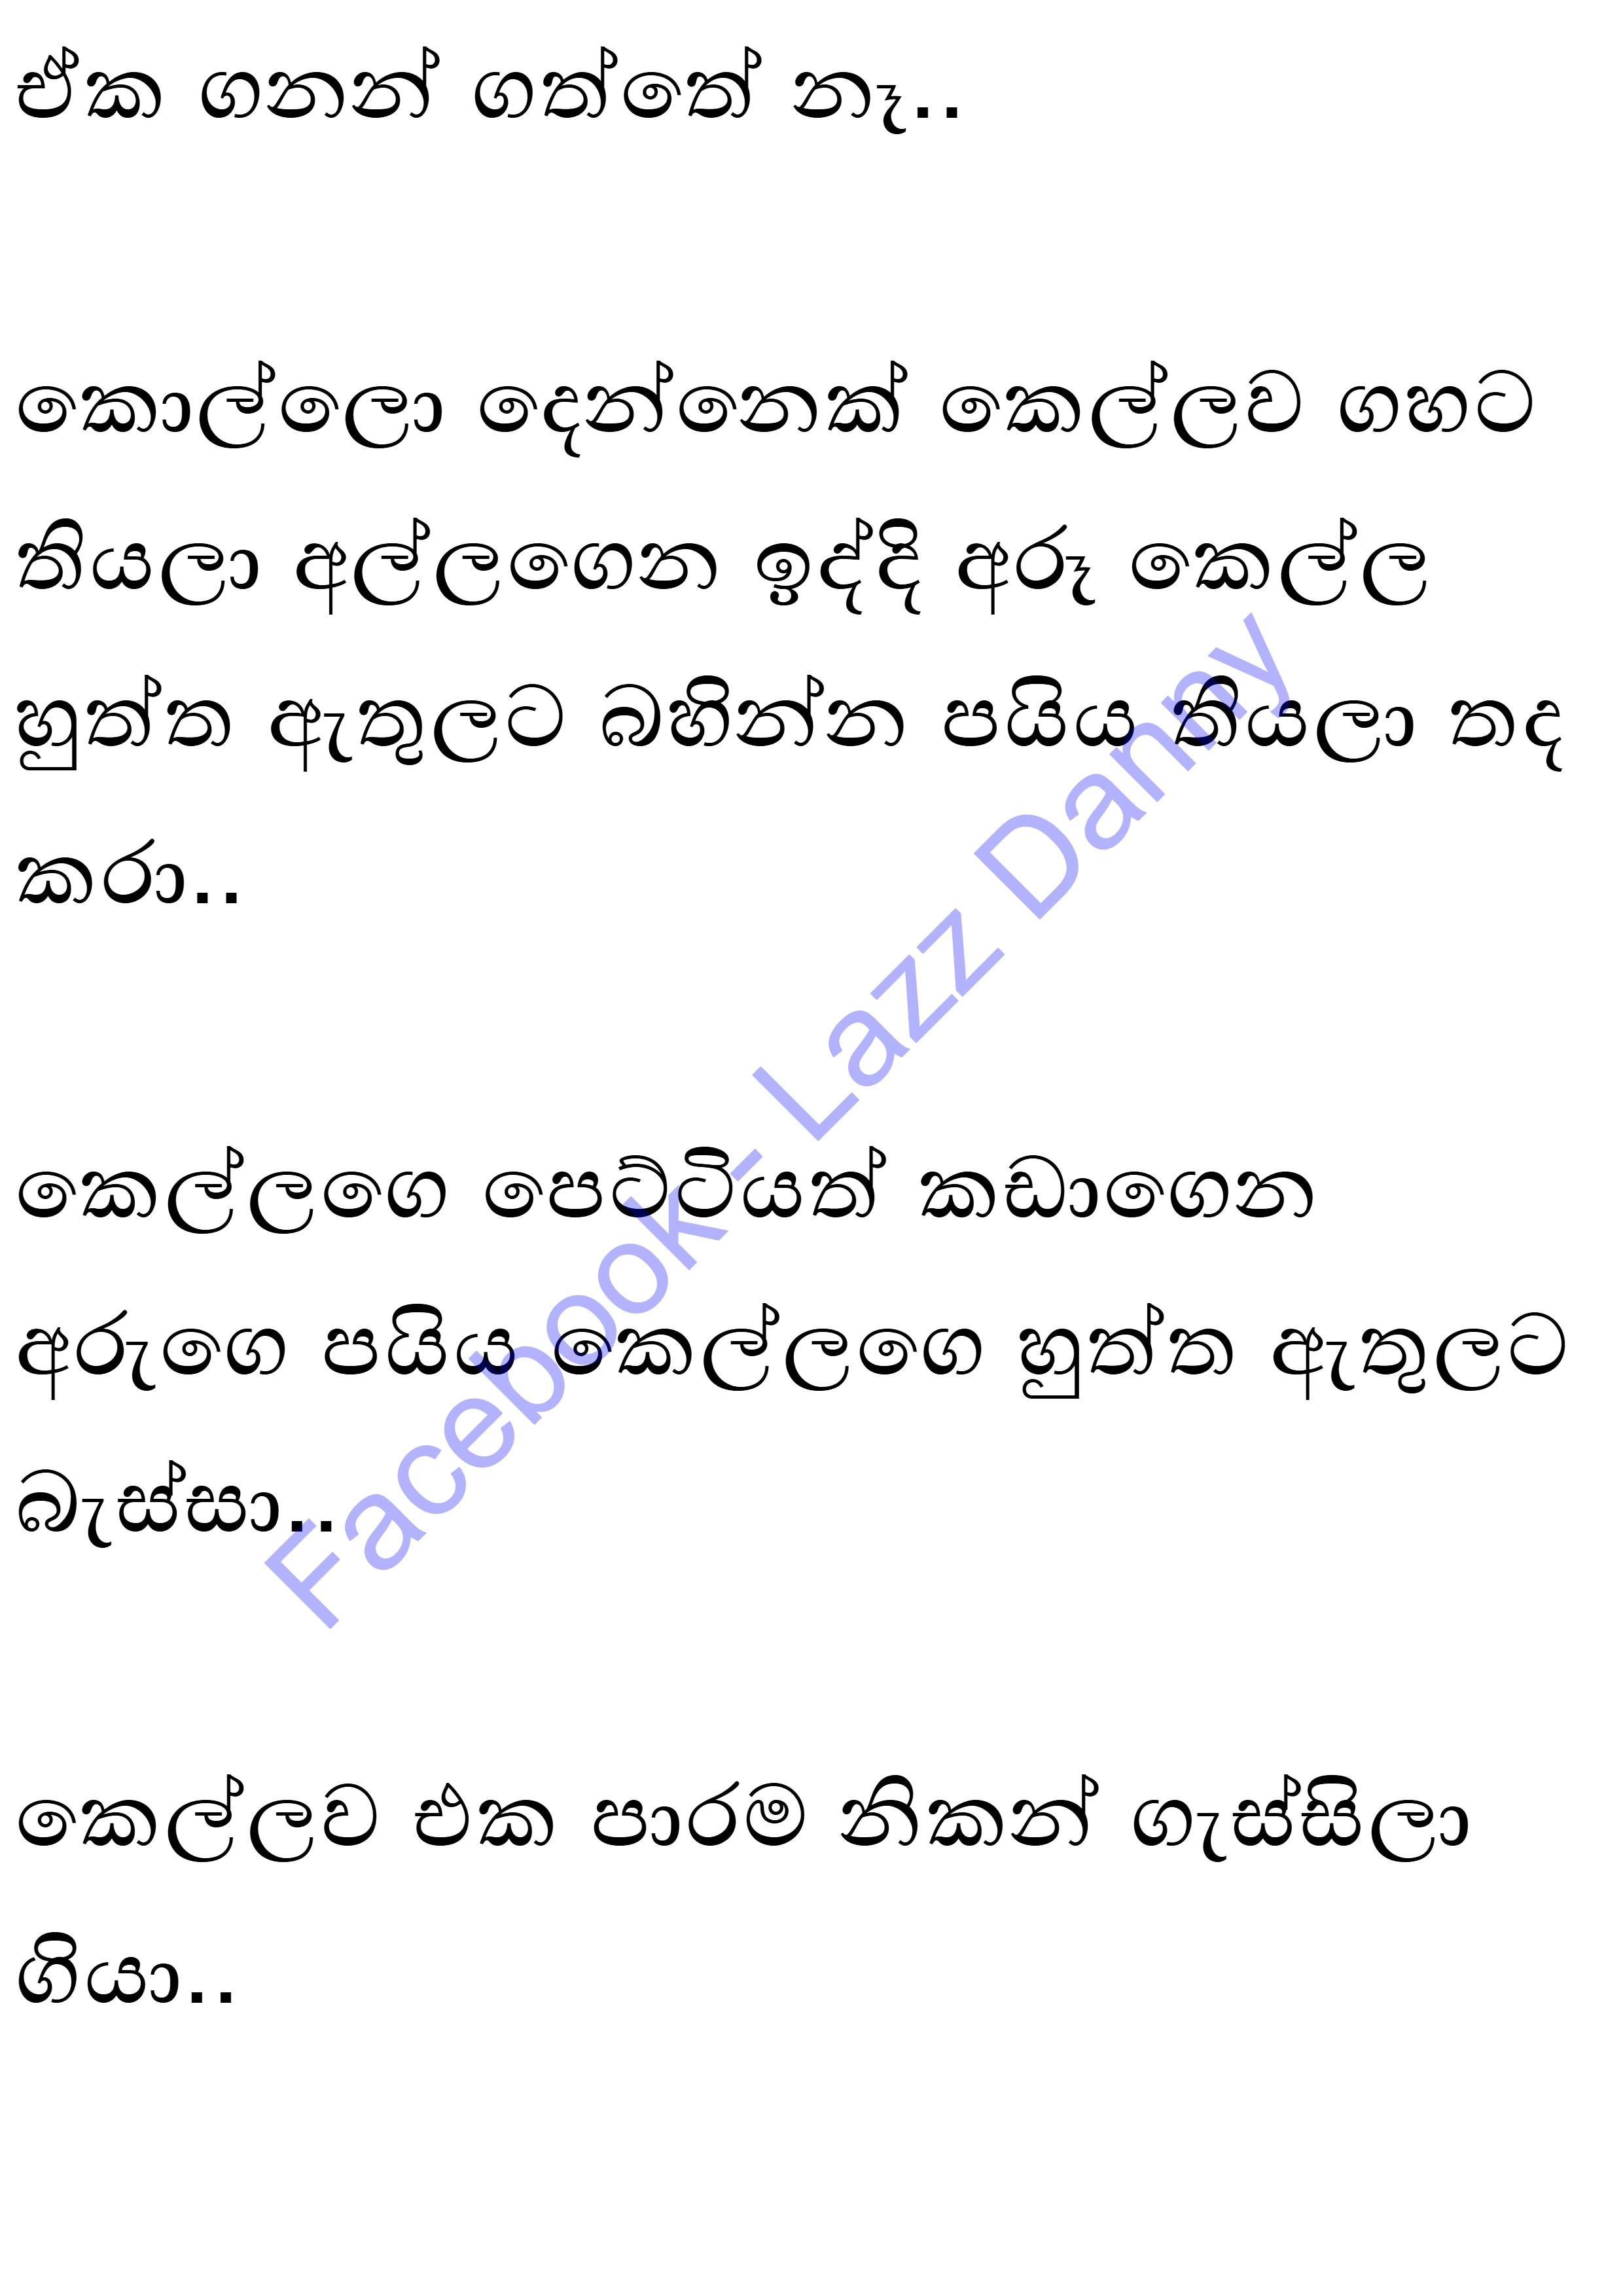 ඒක ගනන් ගත්තේ නෑ..
කොල්ලො දෙන්නෙක් කෙල්ලව ගහට
තියලා අල්ලගෙන ඉද්දි අරූ කෙල්ල
හුත්ත ඇතුලට බහින්න පයිය තියලා තද
කරා..
කෙල්ලගෙ පෙට්ටියත් කඩාගෙන
අරුගෙ පයිය කෙල්ලගෙ හුත්ත ඇතුලට
බැස්සා..
කෙල්ලව එක පාරම නිකන් ගැස්සිලා
ගියා..
Facebook- Lazz Danny